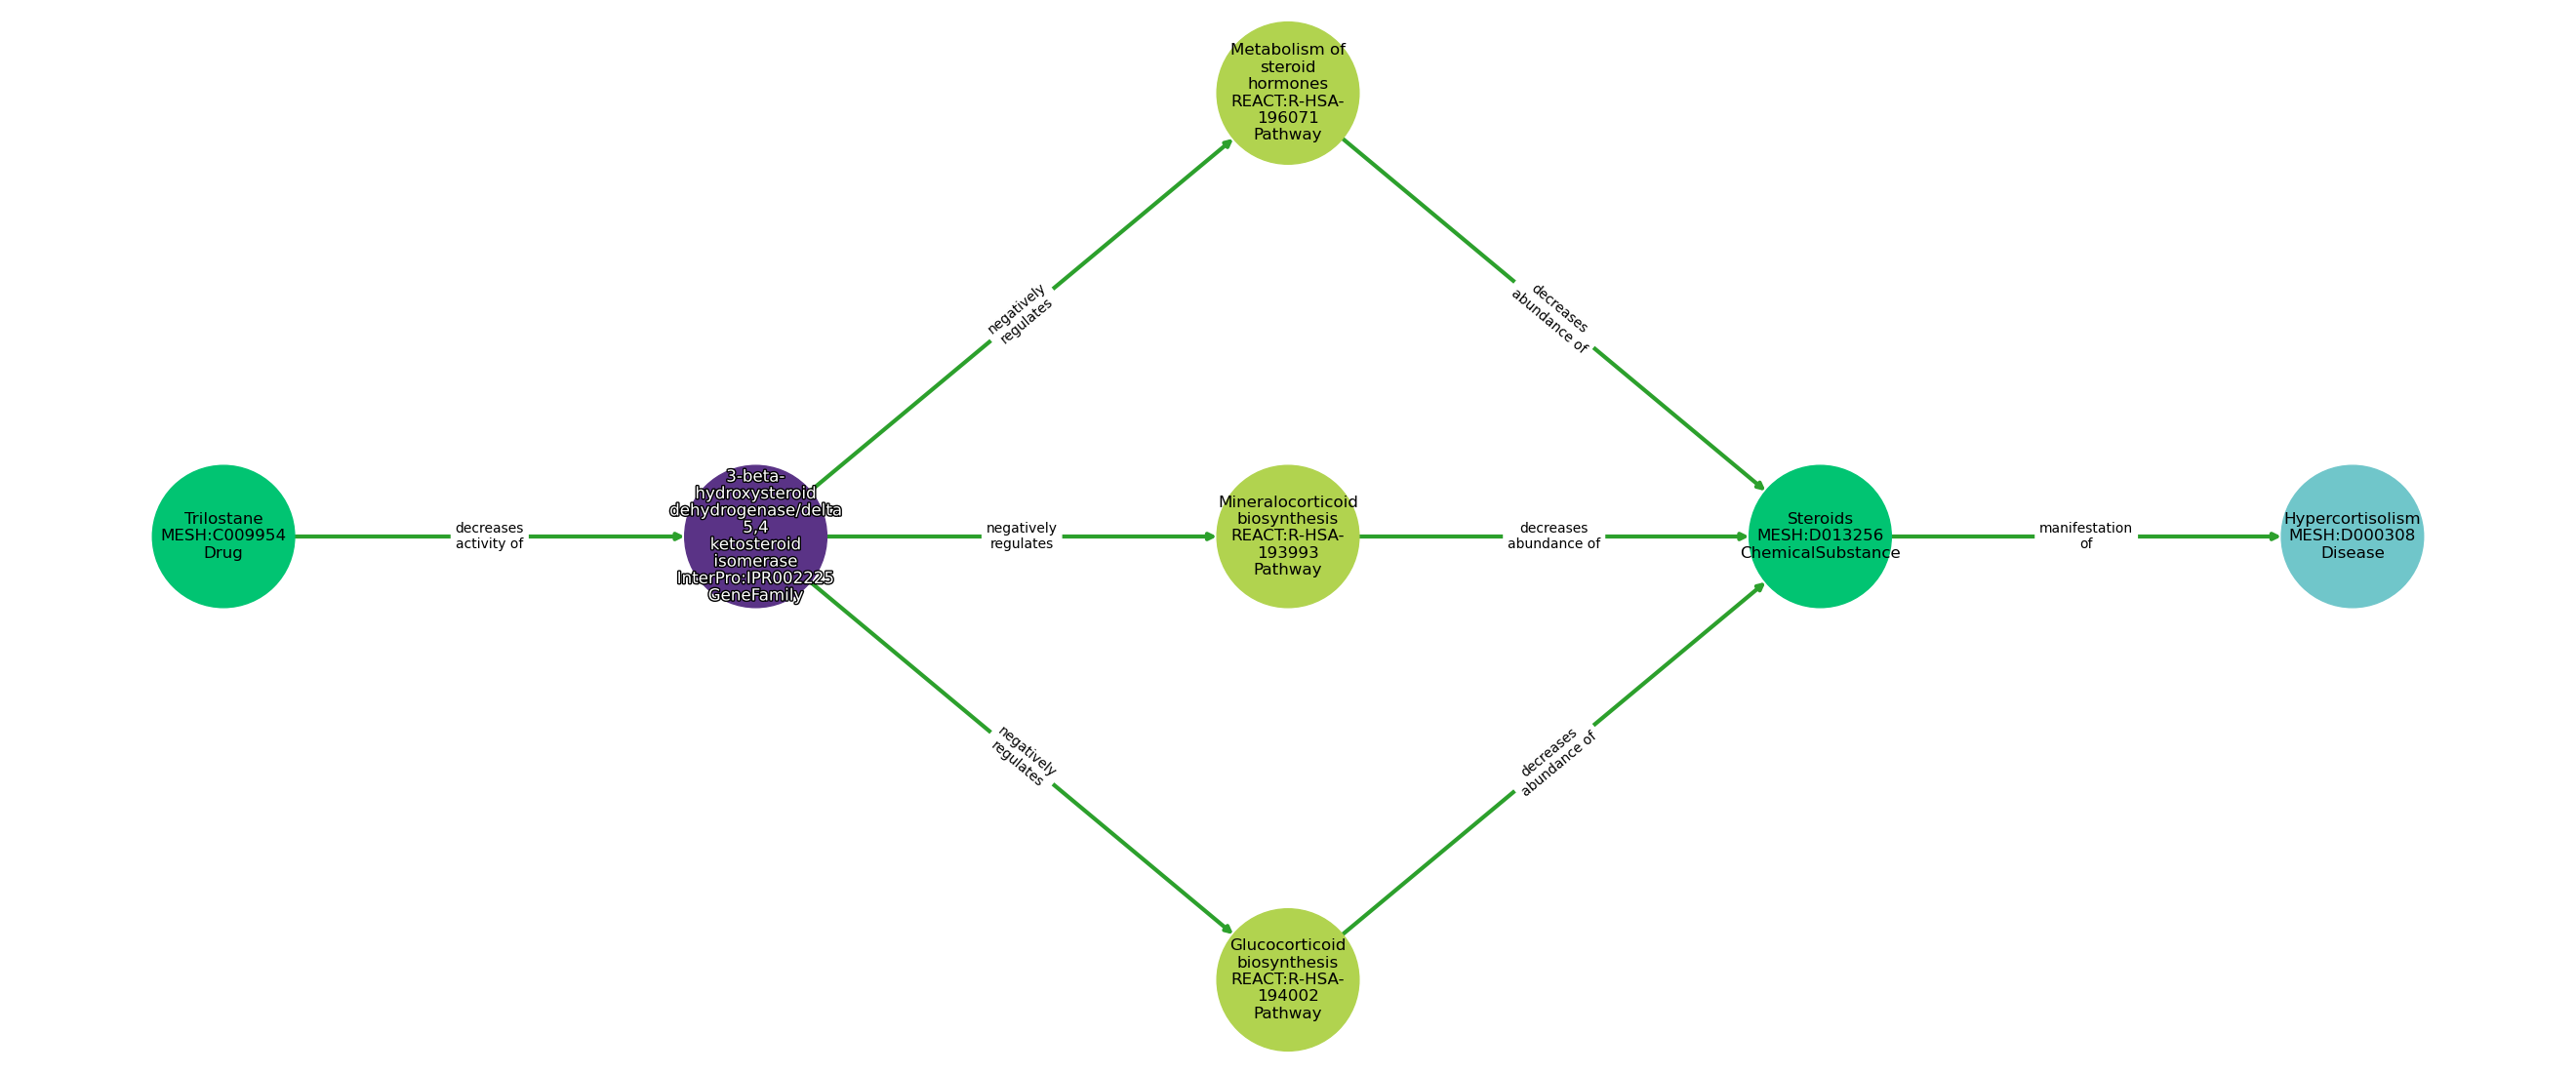 Metabolism of
steroid
hormones
REACT:R-HSA-
196071
Pathway
negatively
regulates
decreases
abundance of
Trilostane
MESH:C009954
Drug
decreases
activity of
3-beta-
hydroxysteroid
dehydrogenase/delta
5,4
ketosteroid
isomerase
InterPro:IPR002225
GeneFamily
negatively
regulates
Mineralocorticoid
biosynthesis
REACT:R-HSA-
193993
Pathway
decreases
abundance of
Steroids
MESH:D013256
ChemicalSubstance
manifestation
of
Hypercortisolism
MESH:D000308
Disease
negatively
regulates
decreases
abundance of
Glucocorticoid
biosynthesis
REACT:R-HSA-
194002
Pathway